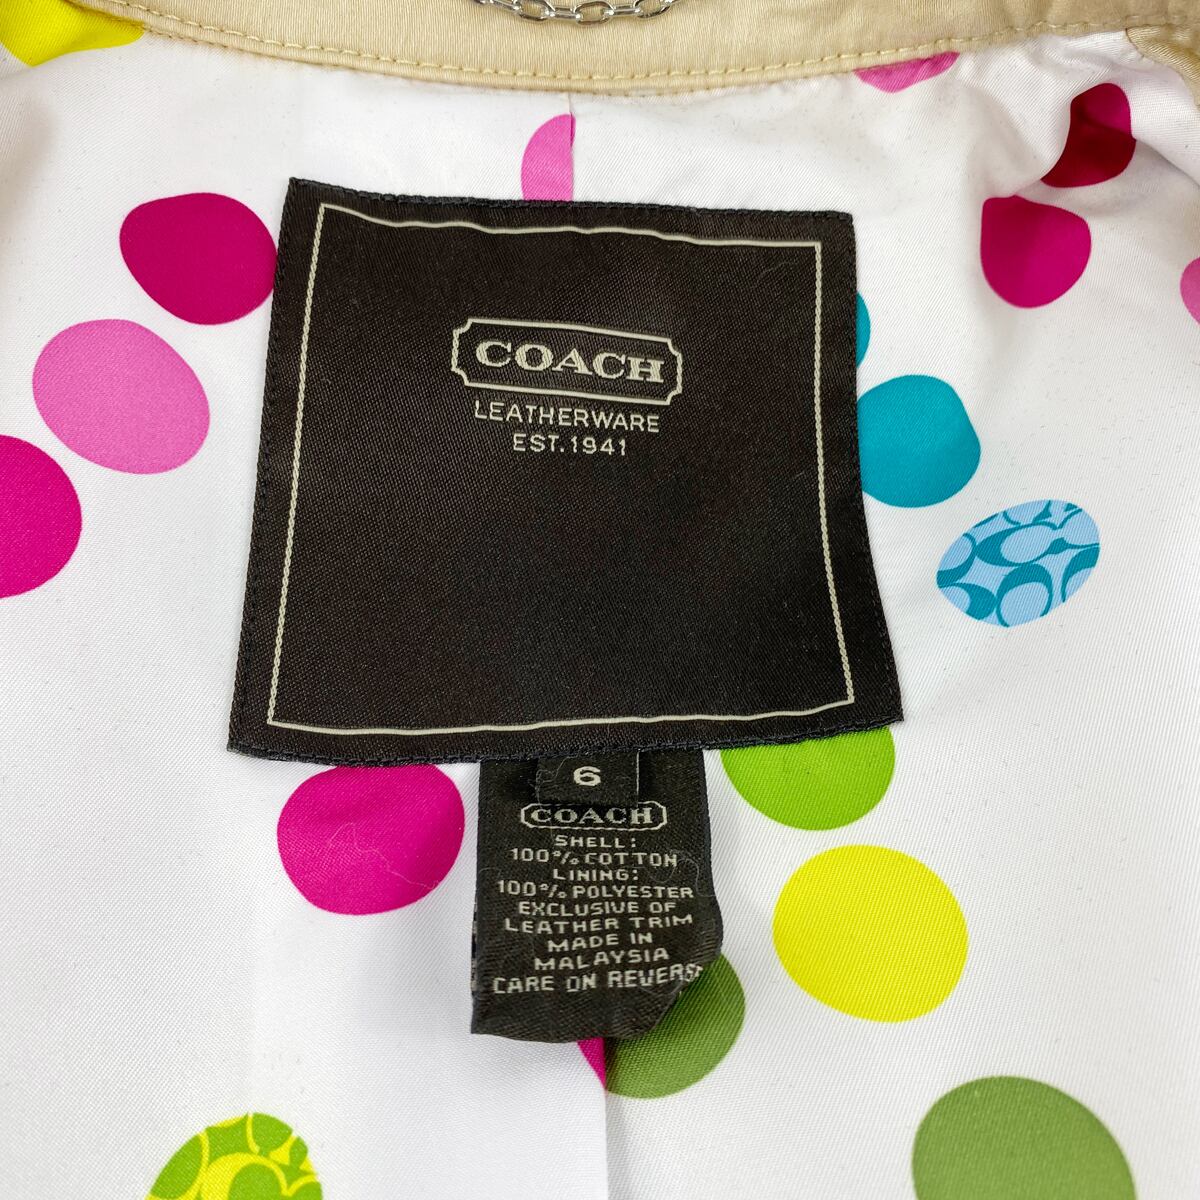 COACH
LEATHERWARE
EST.1941
6
COACH
SHELL:
100% COTTON
LINING:
100% POLYESTER
EXCLUSIVE OF
LEATHER TRIM
MADE IN
MALAYSIA
CARE ON REVERSE